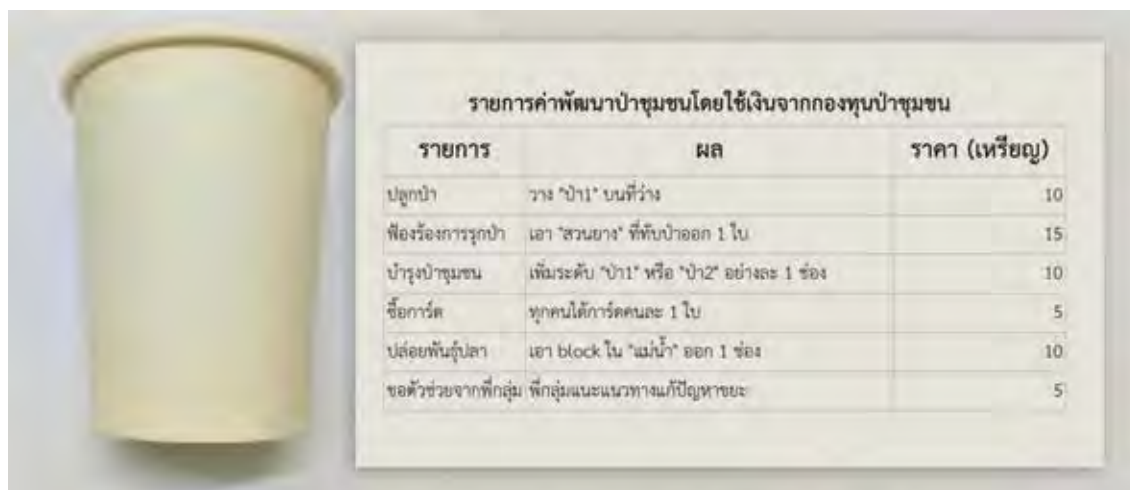 รายการค่าพัฒนาป่าชุมชนโดยใช้เงินจากกองทุนป่าชุมชน
รายการ ผล ราคา (เหรียญ)
ปลูกป่า วาง "ป่า1" บนที่ว่าง 10
ฟ้องร้องการรุกป่า เอา "สวนยาง" ที่ทับป่าออก 1 ใบ 15
บำรุงป่าชุมชน เพิ่มระดับ "ป่า1" หรือ "ป่า2" อย่างละ 1 ช่อง 10
ซื้อการ์ด ทุกคนได้การ์ดคนละ 1 ใบ 5
ปล่อยพันธุ์ปลา เอา block ใน "แม่น้ำ" ออก 1 ช่อง 10
ขอตัวช่วยจากพี่กลุ่ม พี่กลุ่มแนะแนวทางแก้ปัญหาขยะ 5